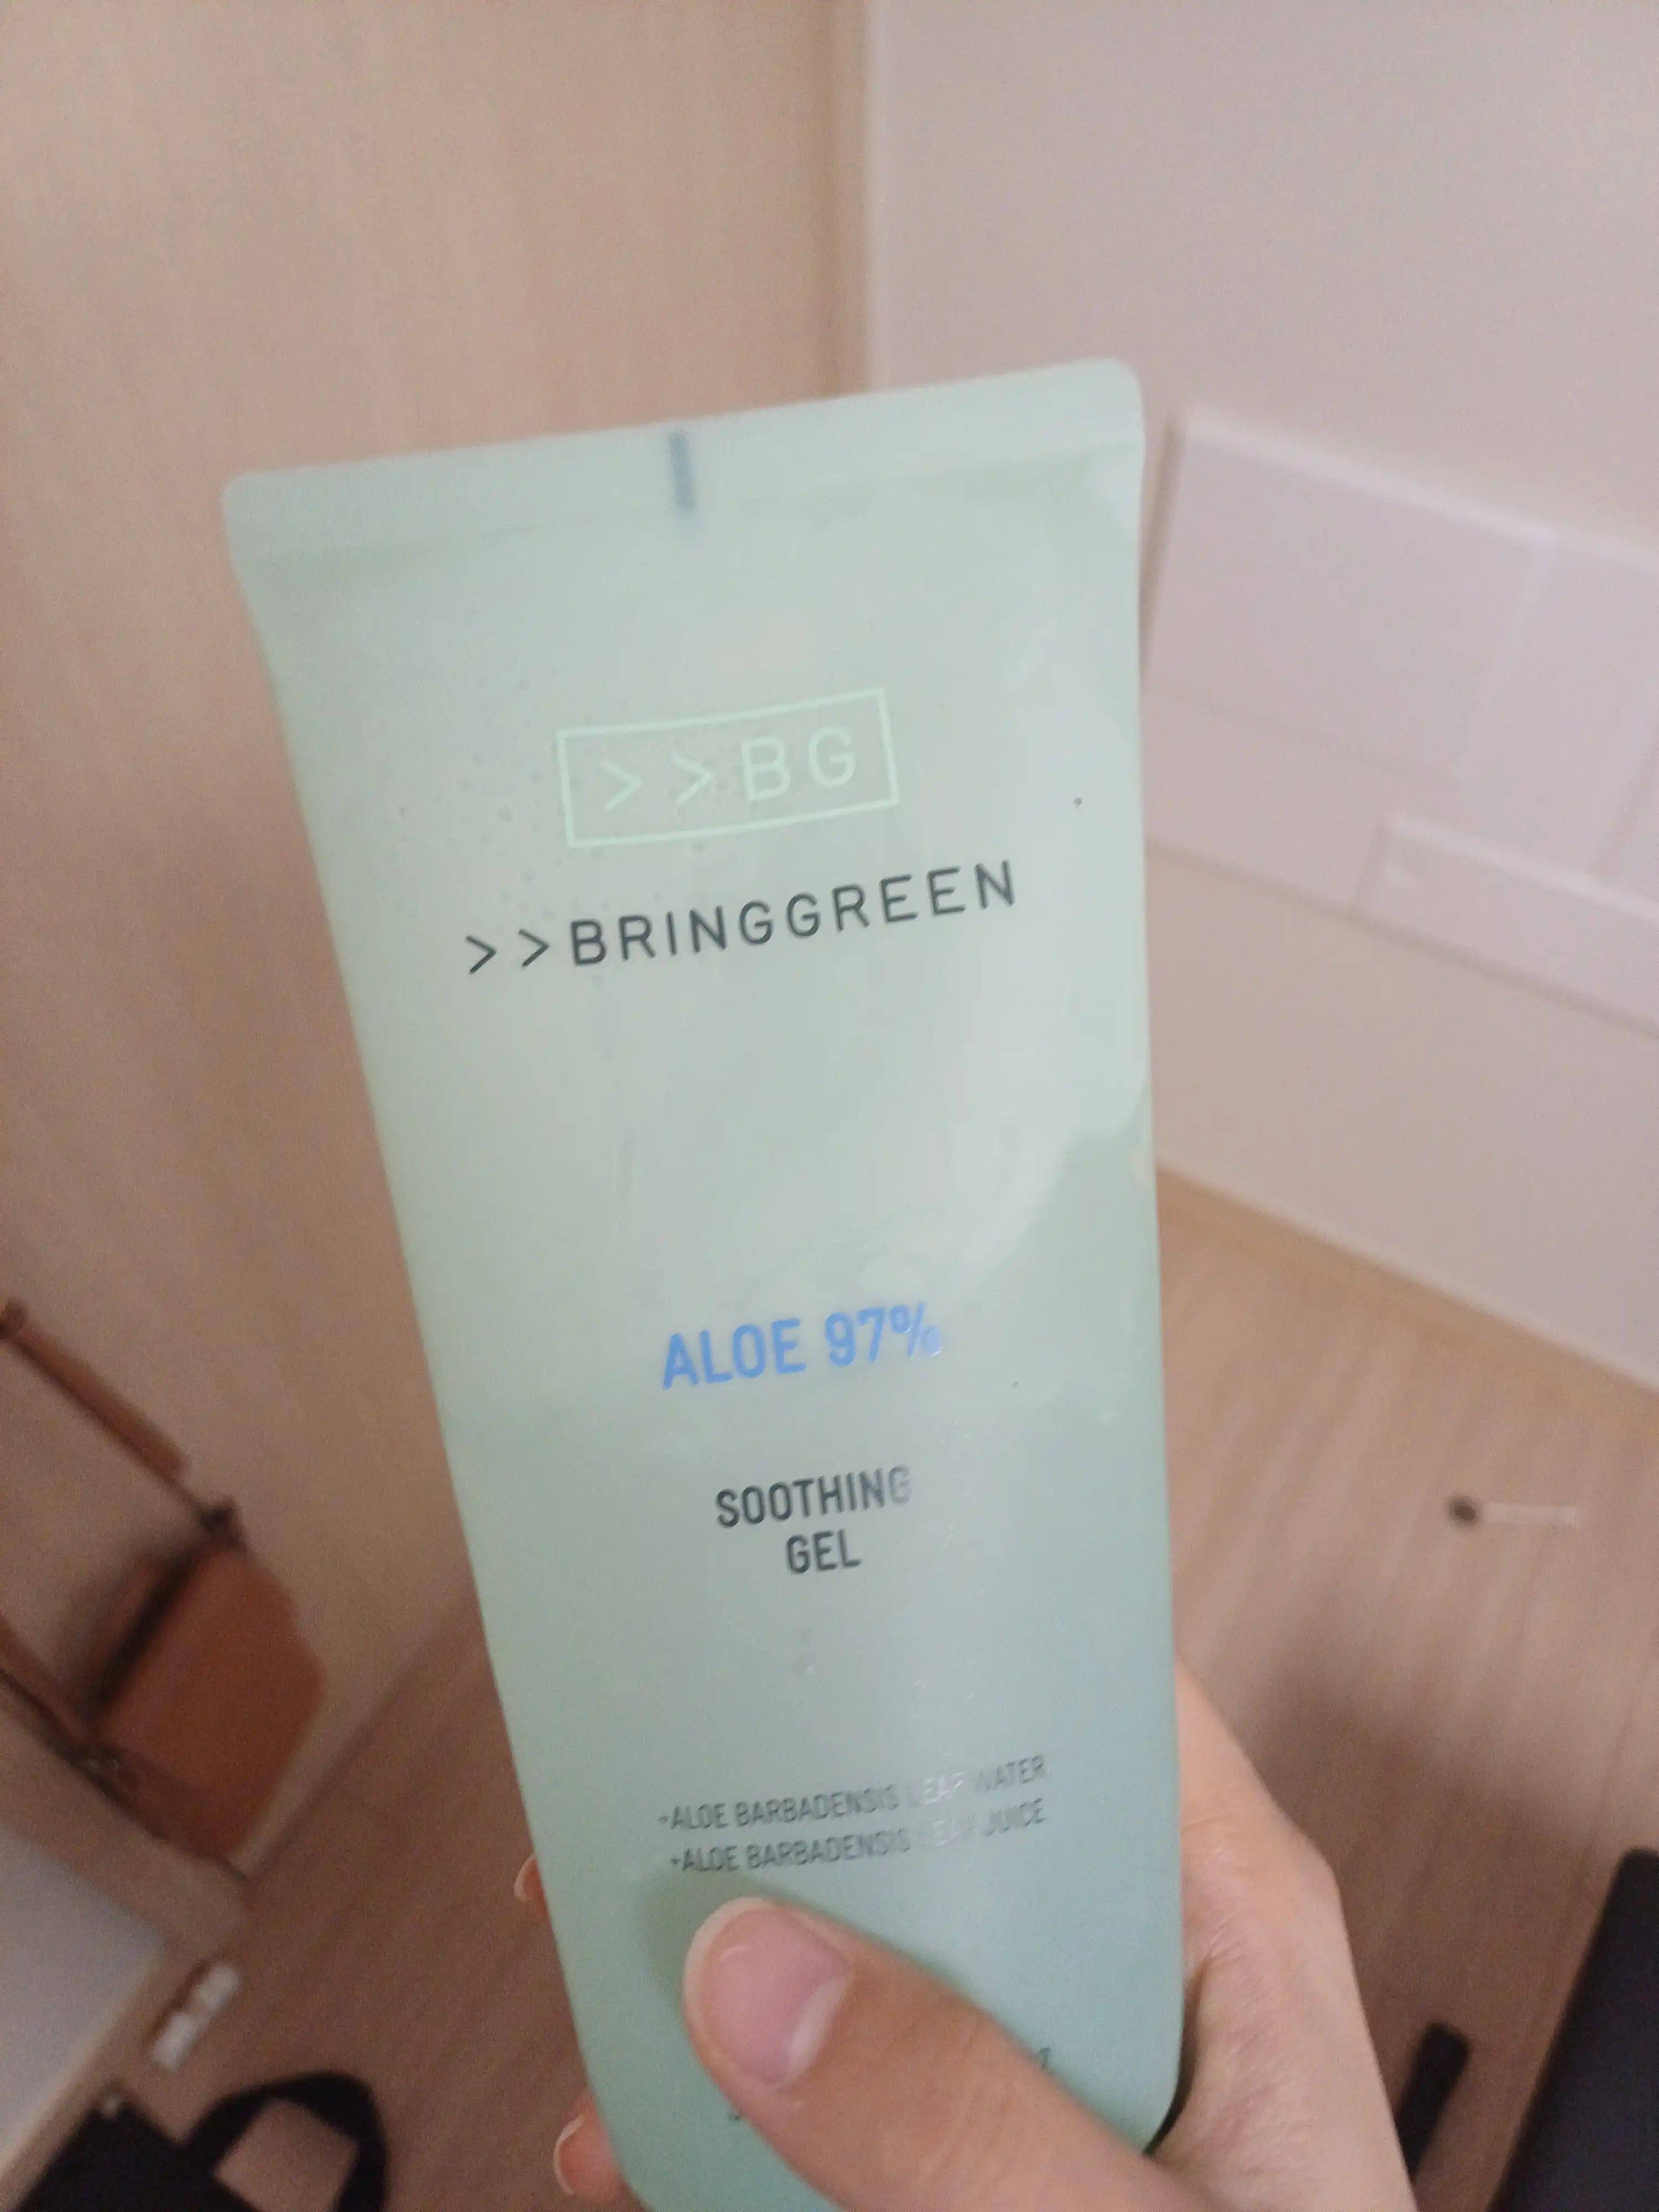 >>BG
>>BRINGGREEN
ALOE 97%
SOOTHING
GEL
+ALOE BARBADENSIS LEAF WATER
+ALOE BARBADENSIS LEAF JUICE